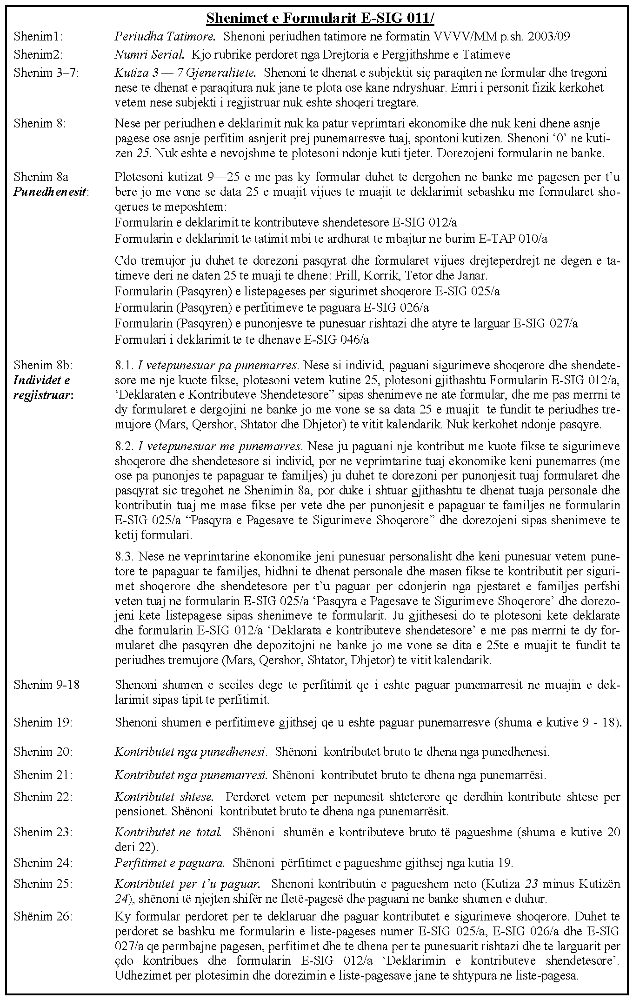 Shenimet e Formularit E-SIG 011/
Shenim1: Periudha Tatimore. Shenoni periudhen tatimore ne formatin VVVV/MM p.sh. 2003/09
Shenim2: Numri Serial. Kjo rubrike perdoret nga Drejtoria e Pergjithshme e Tatimeve
Shenim 3–7: Kutiza 3 — 7 Gjeneralitete. Shenoni te dhenat e subjektit siç paraqiten ne formular dhe tregoni
nese te dhenat e paraqitura nuk jane te plota ose kane ndryshuar. Emri i personit fizik kerkohet
vetem nese subjekti i regjistruar nuk eshte shoqeri tregtare.
Shenim 8: Nese per periudhen e deklarimit nuk ka patur veprimtari ekonomike dhe nuk keni dhene asnje
pagese ose asnje perfitim asnjerit prej punemarresve tuaj, spontoni kutizen. Shenoni ‘0’ ne kuti-
zen 25. Nuk eshte e nevojshme te plotesoni ndonje kuti tjeter. Dorezojeni formularin ne banke.
Shenim 8a Plotesoni kutizat 9—25 e me pas ky formular duhet te dergohen ne banke me pagesen per t’u
Punedhenesit: bere jo me vone se data 25 e muajit vijues te muajit te deklarimit sebashku me formularet sho-
qerues te meposhtem:
Formularin e deklarimit te kontributeve shendetesore E-SIG 012/a
Formularin e deklarimit te tatimit mbi te ardhurat te mbajtur ne burim E-TAP 010/a
Cdo tremujor ju duhet te dorezoni pasqyrat dhe formularet vijues drejteperdrejt ne degen e ta-
timeve deri ne daten 25 te muaji te dhene: Prill, Korrik, Tetor dhe Janar.
Formularin (Pasqyren) e listepageses per sigurimet shoqerore E-SIG 025/a
Formularin (Pasqyren) e perfitimeve te paguara E-SIG 026/a
Formularin (Pasqyren) e punonjesve te punesuar rishtazi dhe atyre te larguar E-SIG 027/a
Formulari i deklarimit te te dhenave E-SIG 046/a
Shenim 8b: 8.1. I vetepunesuar pa punemarres. Nese si individ, paguani sigurimeve shoqerore dhe shendete-
Individet e sore me nje kuote fikse, plotesoni vetem kutine 25, plotesoni gjithashtu Formularin E-SIG 012/a,
regjistruar: ‘Deklaraten e Kontributeve Shendetesore” sipas shenimeve ne ate formular, dhe me pas merrni te
dy formularet e dergojini ne banke jo me vone se sa data 25 e muajit te fundit te periudhes tre-
mujore (Mars, Qershor, Shtator dhe Dhjetor) te vitit kalendarik. Nuk kerkohet ndonje pasqyre.
8.2. I vetepunesuar me punemarres. Nese ju paguani nje kontribut me kuote fikse te sigurimeve
shoqerore dhe shendetesore si individ, por ne veprimtarine tuaj ekonomike keni punemarres (me
ose pa punonjes te papaguar te familjes) ju duhet te dorezoni per punonjesit tuaj formularet dhe
pasqyrat sic tregohet ne Shenimin 8a, por duke i shtuar gjithashtu te dhenat tuaja personale dhe
kontributin tuaj me mase fikse per vete dhe per punonjesit e papaguar te familjes ne formularin
E-SIG 025/a “Pasqyra e Pagesave te Sigurimeve Shoqerore” dhe dorezojeni sipas shenimeve te
ketij formulari.
8.3. Nese ne veprimtarine ekonomike jeni punesuar personalisht dhe keni punesuar vetem pune-
tore te papaguar te familjes, hidhni te dhenat personale dhe masen fikse te kontributit per siguri-
met shoqerore dhe shendetesore per t’u paguar per cdonjerin nga pjestaret e familjes perfshi
veten tuaj ne formularin E-SIG 025/a ‘Pasqyra e Pagesave te Sigurimeve Shoqerore’ dhe dorezo-
jeni kete listepagese sipas shenimeve te formularit. Ju gjithesesi do te plotesoni kete deklarate
dhe formularin E-SIG 012/a ‘Deklarata e kontributeve shendetesore’ e me pas merrni te dy for-
mularet dhe pasqyren dhe depozitojni ne banke jo me vone se dita e 25te e muajit te fundit te
periudhes tremujore (Mars, Qershor, Shtator, Dhjetor) te vitit kalendarik.
Shenim 9-18 Shenoni shumen e seciles dege te perfitimit qe i eshte paguar punemarresit ne muajin e dek-
larimit sipas tipit te perfitimit.
Shenim 19: Shenoni shumen e perfitimeve gjithsej qe u eshte paguar punemarresve (shuma e kutive 9 - 18).
Shenim 20: Kontributet nga punedhenesi. Shënoni kontributet bruto te dhena nga punedhenesi.
Shenim 21: Kontributet nga punemarresi. Shënoni kontributet bruto te dhena nga punemarrësi.
Shenim 22: Kontributet shtese. Perdoret vetem per nepunesit shteterore qe derdhin kontribute shtese per
pensionet. Shënoni kontributet bruto te dhena nga punemarrësit.
Shenim 23: Kontributet ne total. Shënoni shumën e kontributeve bruto të pagueshme (shuma e kutive 20
deri 22).
Shenim 24: Perfitimet e paguara. Shënoni përfitimet e pagueshme gjithsej nga kutia 19.
Shenim 25: Kontributet per t’u paguar. Shenoni kontributin e pagueshem neto (Kutiza 23 minus Kutizën
24), shënoni të njejten shifër ne fletë-pagesë dhe paguani ne banke shumen e duhur.
Shënim 26: Ky formular perdoret per te deklaruar dhe paguar kontributet e sigurimeve shoqerore. Duhet te
perdoret se bashku me formularin e liste-pageses numer E-SIG 025/a, E-SIG 026/a dhe E-SIG
027/a qe permbajne pagesen, perfitimet dhe te dhena per te punesuarit rishtazi dhe te larguarit per
çdo kontribues dhe formularin E-SIG 012/a ‘Deklarimin e kontributeve shendetesore’.
Udhezimet per plotesimin dhe dorezimin e liste-pagesave jane te shtypura ne liste-pagesa.